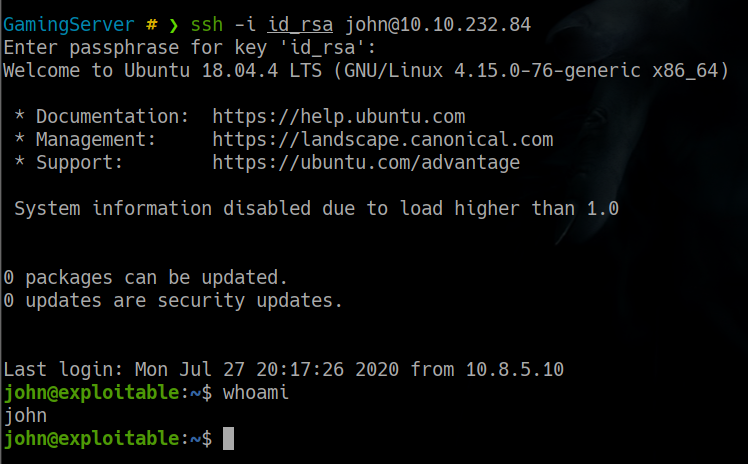 GamingServer # ❯ ssh -i id_rsa john@10.10.232.84
Enter passphrase for key 'id_rsa':
Welcome to Ubuntu 18.04.4 LTS (GNU/Linux 4.15.0-76-generic x86_64)
* Documentation:  https://help.ubuntu.com
* Management:     https://landscape.canonical.com
* Support:        https://ubuntu.com/advantage
System information disabled due to load higher than 1.0
0 packages can be updated.
0 updates are security updates.
Last login: Mon Jul 27 20:17:26 2020 from 10.8.5.10
john@exploitable:~$ whoami
john
john@exploitable:~$